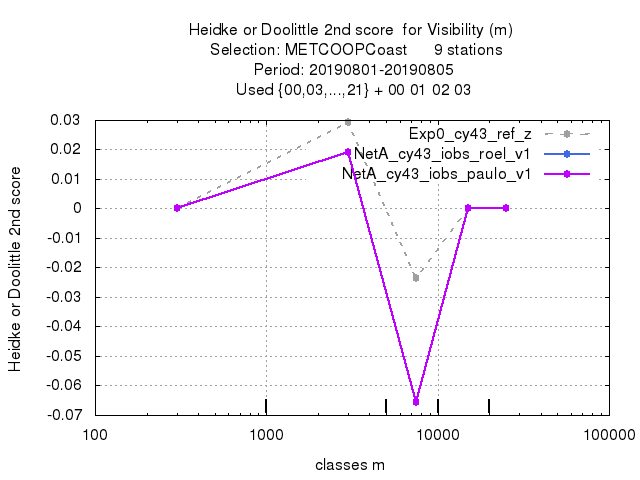 Heidke or Doolittle 2nd score  for Visibility (m)
Selection: METCOOPCoast      9 stations
Period: 20190801-20190805
Used {00,03,...,21} + 00 01 02 03
Heidke or Doolittle 2nd score
0.03
0.02
0.01
0
-0.01
-0.02
-0.03
-0.04
-0.05
-0.06
-0.07
Exp0_cy43_ref_z
NetA_cy43_iobs_roel_v1
NetA_cy43_iobs_paulo_v1
100
1000
10000
100000
classes m